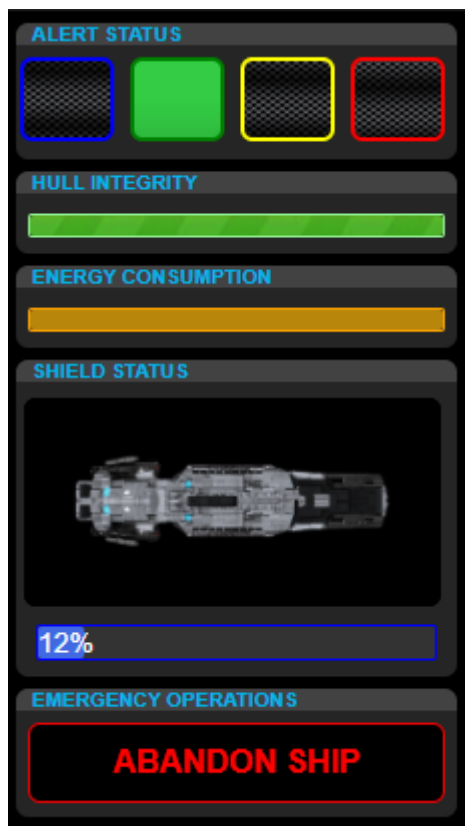 ALERT STATUS
HULL INTEGRITY
ENERGY CONSUMPTION
SHIELD STATUS
12%
EMERGENCY OPERATIONS
ABANDON SHIP